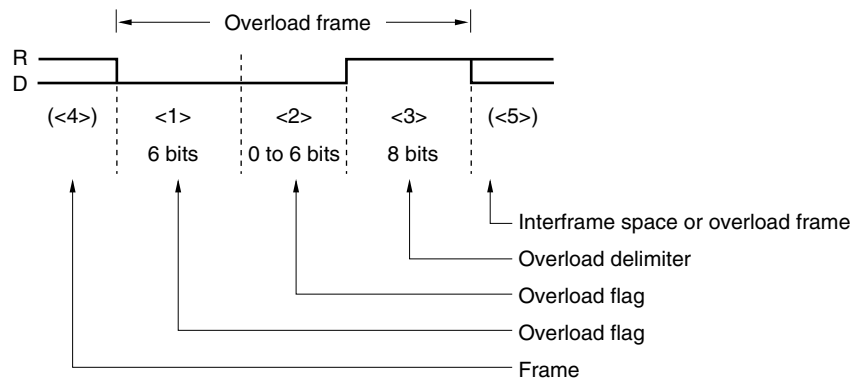 Overload frame
R
D
(<4>) <1> <2> <3> (<5>)
6 bits 0 to 6 bits 8 bits
Interframe space or overload frame
Overload delimiter
Overload flag
Overload flag
Frame